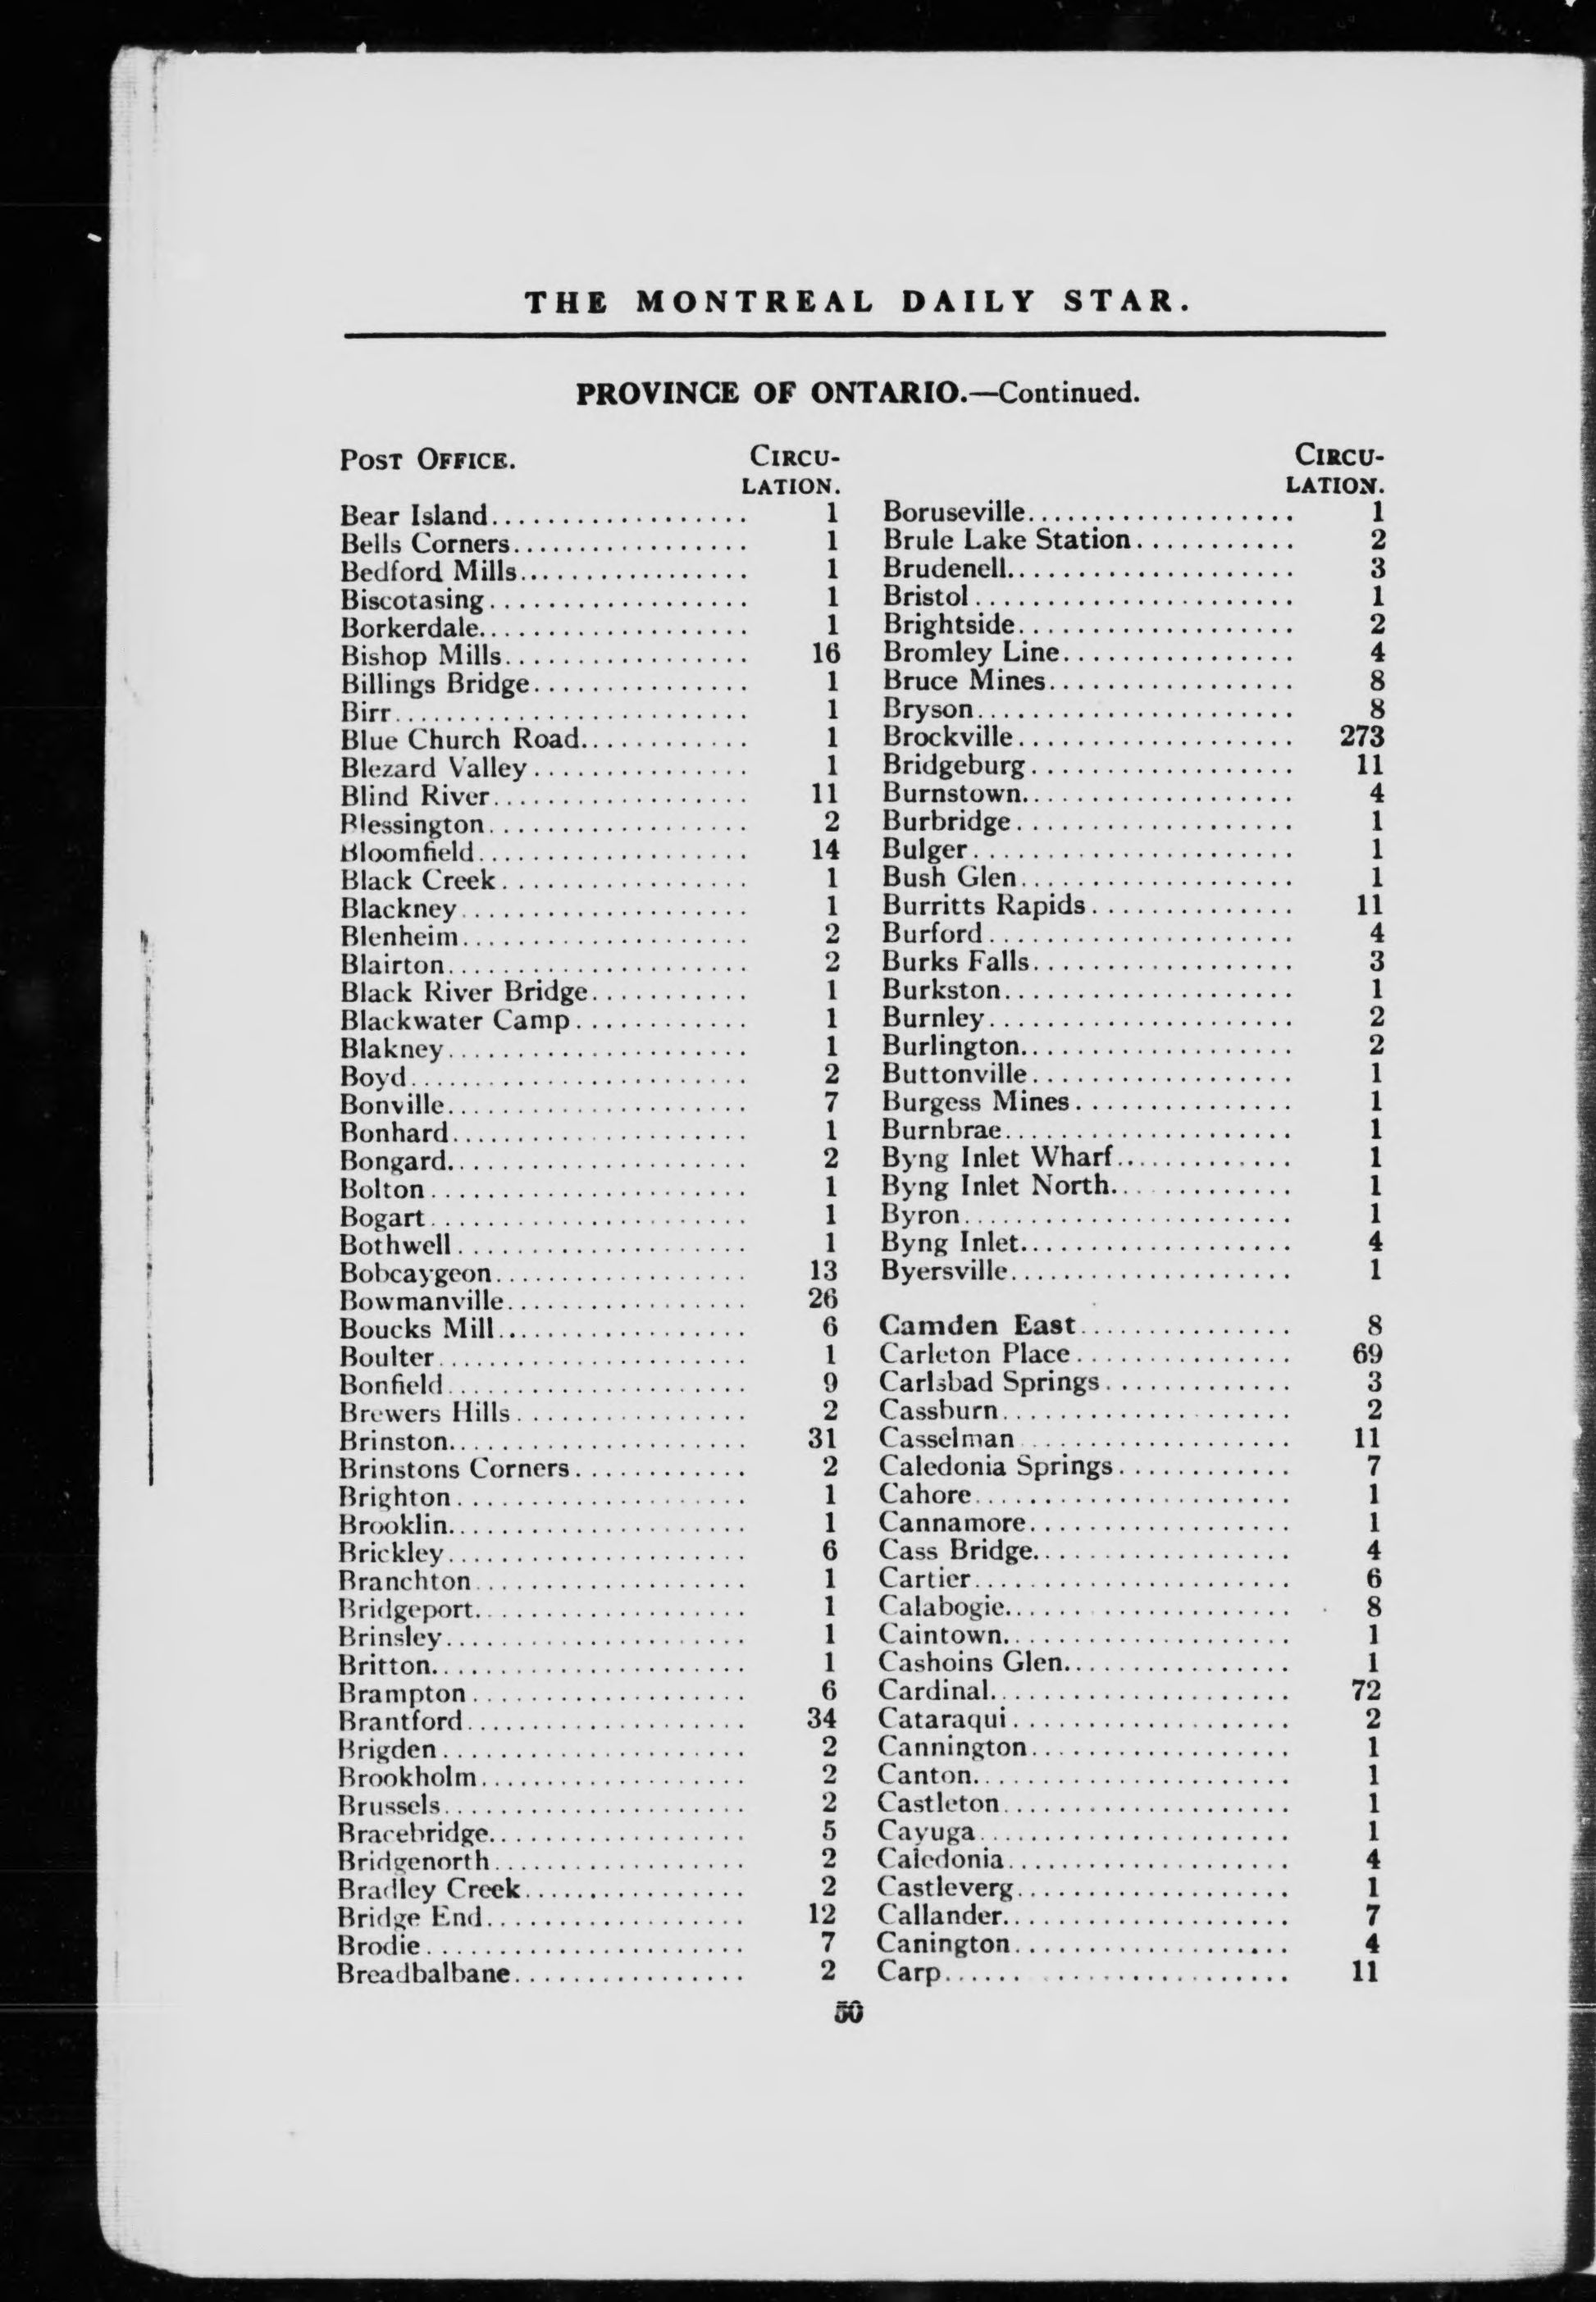 THE MONTREAL DAILY STAR.
PROVINCE OF ONTARIO.—Continued.
POST OFFICE. CIRCU-
LATION.
Bear Island.................. 1
Bells Corners.................. 1
Bedford Mills.................. 1
Biscotasing.................. 1
Borkerdale.................. 1
Bishop Mills.................. 16
Billings Bridge.................. 1
Birr.................. 1
Blue Church Road.................. 1
Blezard Valley.................. 1
Blind River.................. 11
Blessington.................. 2
Bloomfield.................. 14
Black Creek.................. 1
Blackney.................. 1
Blenheim.................. 2
Blairton.................. 2
Black River Bridge.................. 1
Blackwater Camp.................. 1
Blakney.................. 1
Boyd.................. 2
Bonville.................. 7
Bonhard.................. 1
Bongard.................. 2
Bolton.................. 1
Bogart.................. 1
Bothwell.................. 1
Bobcaygeon.................. 13
Bowmanville.................. 26
Boucks Mill.................. 6
Boulter.................. 1
Bonfield.................. 9
Brewers Hills.................. 2
Brinston.................. 31
Brinstons Corners.................. 2
Brighton.................. 1
Brooklin.................. 1
Brickley.................. 6
Branchton.................. 1
Bridgeport.................. 1
Brinsley.................. 1
Britton.................. 1
Brampton.................. 6
Brantford.................. 34
Brigden.................. 2
Brookholm.................. 2
Brussels.................. 2
Bracebridge.................. 5
Bridgenorth.................. 2
Bradley Creek.................. 2
Bridge End.................. 12
Brodie.................. 7
Breadbalbane.................. 2
CIRCU-
LATION.
Boruseville.................. 1
Brule Lake Station.................. 2
Brudenell.................. 3
Bristol.................. 1
Brightside.................. 2
Bromley Line.................. 4
Bruce Mines.................. 8
Bryson.................. 8
Brockville.................. 273
Bridgeburg.................. 11
Burnstown.................. 4
Burbridge.................. 1
Bulger.................. 1
Bush Glen.................. 1
Burritts Rapids.................. 11
Burford.................. 4
Burks Falls.................. 3
Burkston.................. 1
Burnley.................. 2
Burlington.................. 2
Buttonville.................. 1
Burgess Mines.................. 1
Burnbrae.................. 1
Byng Inlet Wharf.................. 1
Byng Inlet North.................. 1
Byron.................. 1
Byng Inlet.................. 4
Byersville.................. 1
Camden East.................. 8
Carleton Place.................. 69
Carlsbad Springs.................. 3
Cassburn.................. 2
Casselman.................. 11
Caledonia Springs.................. 7
Cahore.................. 1
Cannamore.................. 1
Cass Bridge.................. 4
Cartier.................. 6
Calabogie.................. 8
Caintown.................. 1
Cashoins Glen.................. 1
Cardinal.................. 72
Cataraqui.................. 2
Cannington.................. 1
Canton.................. 1
Castleton.................. 1
Cayuga.................. 1
Caledonia.................. 4
Castleverg.................. 1
Callander.................. 7
Canington.................. 4
Carp.................. 11
50